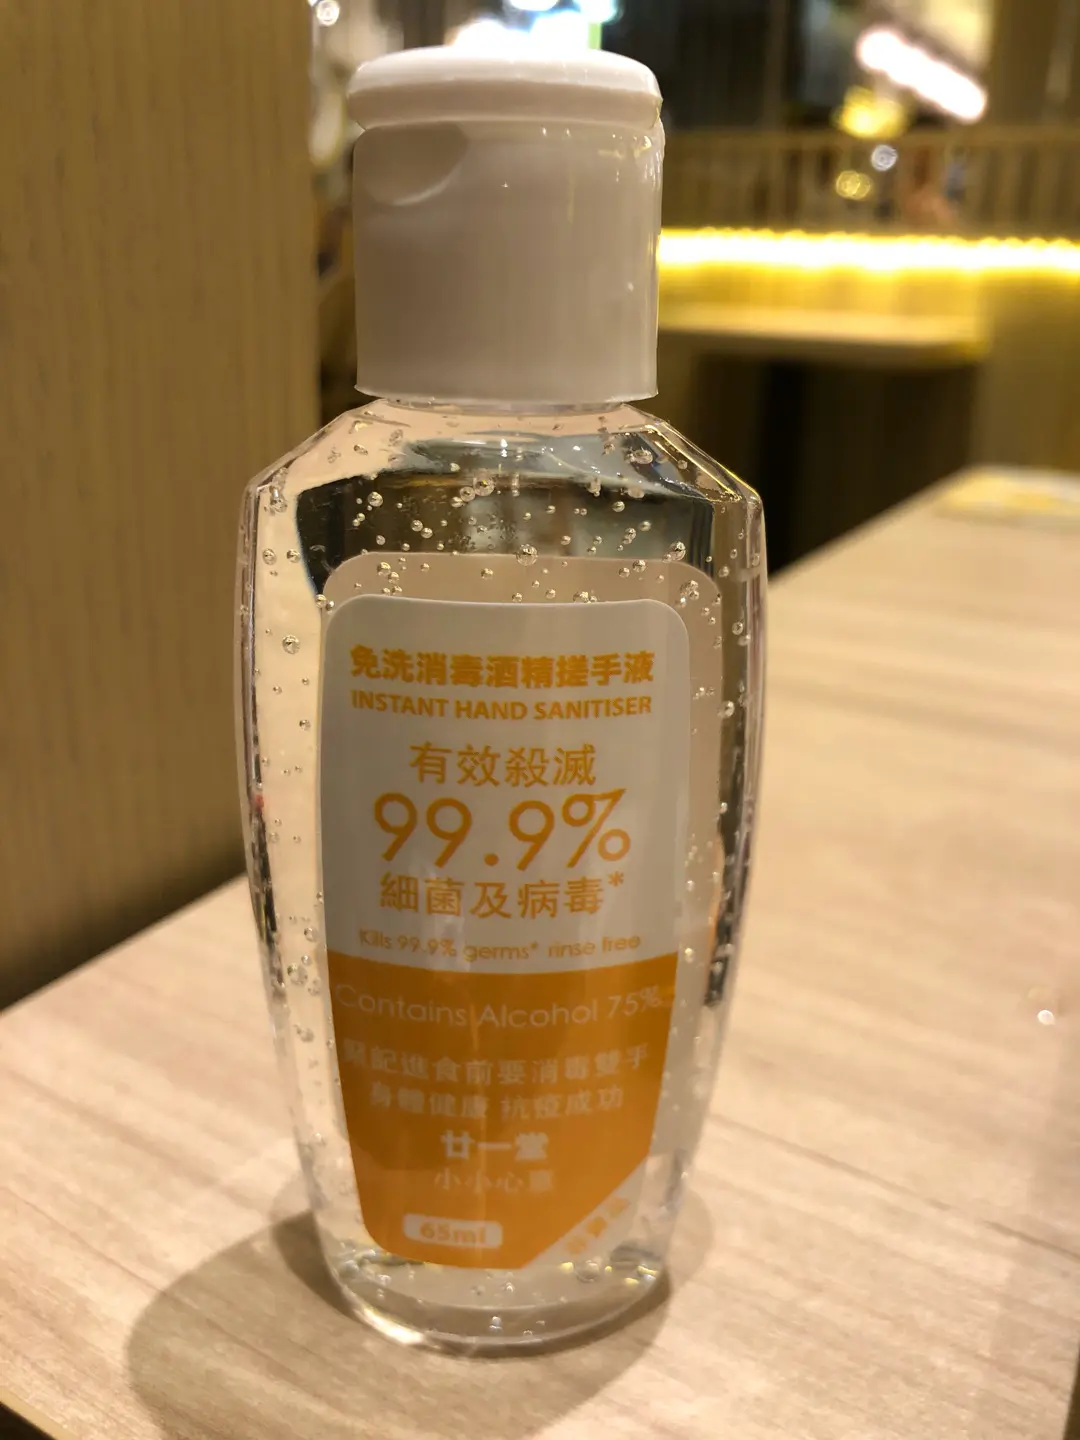 免洗消毒酒精搓手液
INSTANT HAND SANITISER
有效殺滅
99.9%
細菌及病毒*
Kills 99.9% germs* rinse free
Contains Alcohol 75%
緊記進食前要消毒雙手
身體健康 抗疫成功
廿一堂
小小心意
65ml